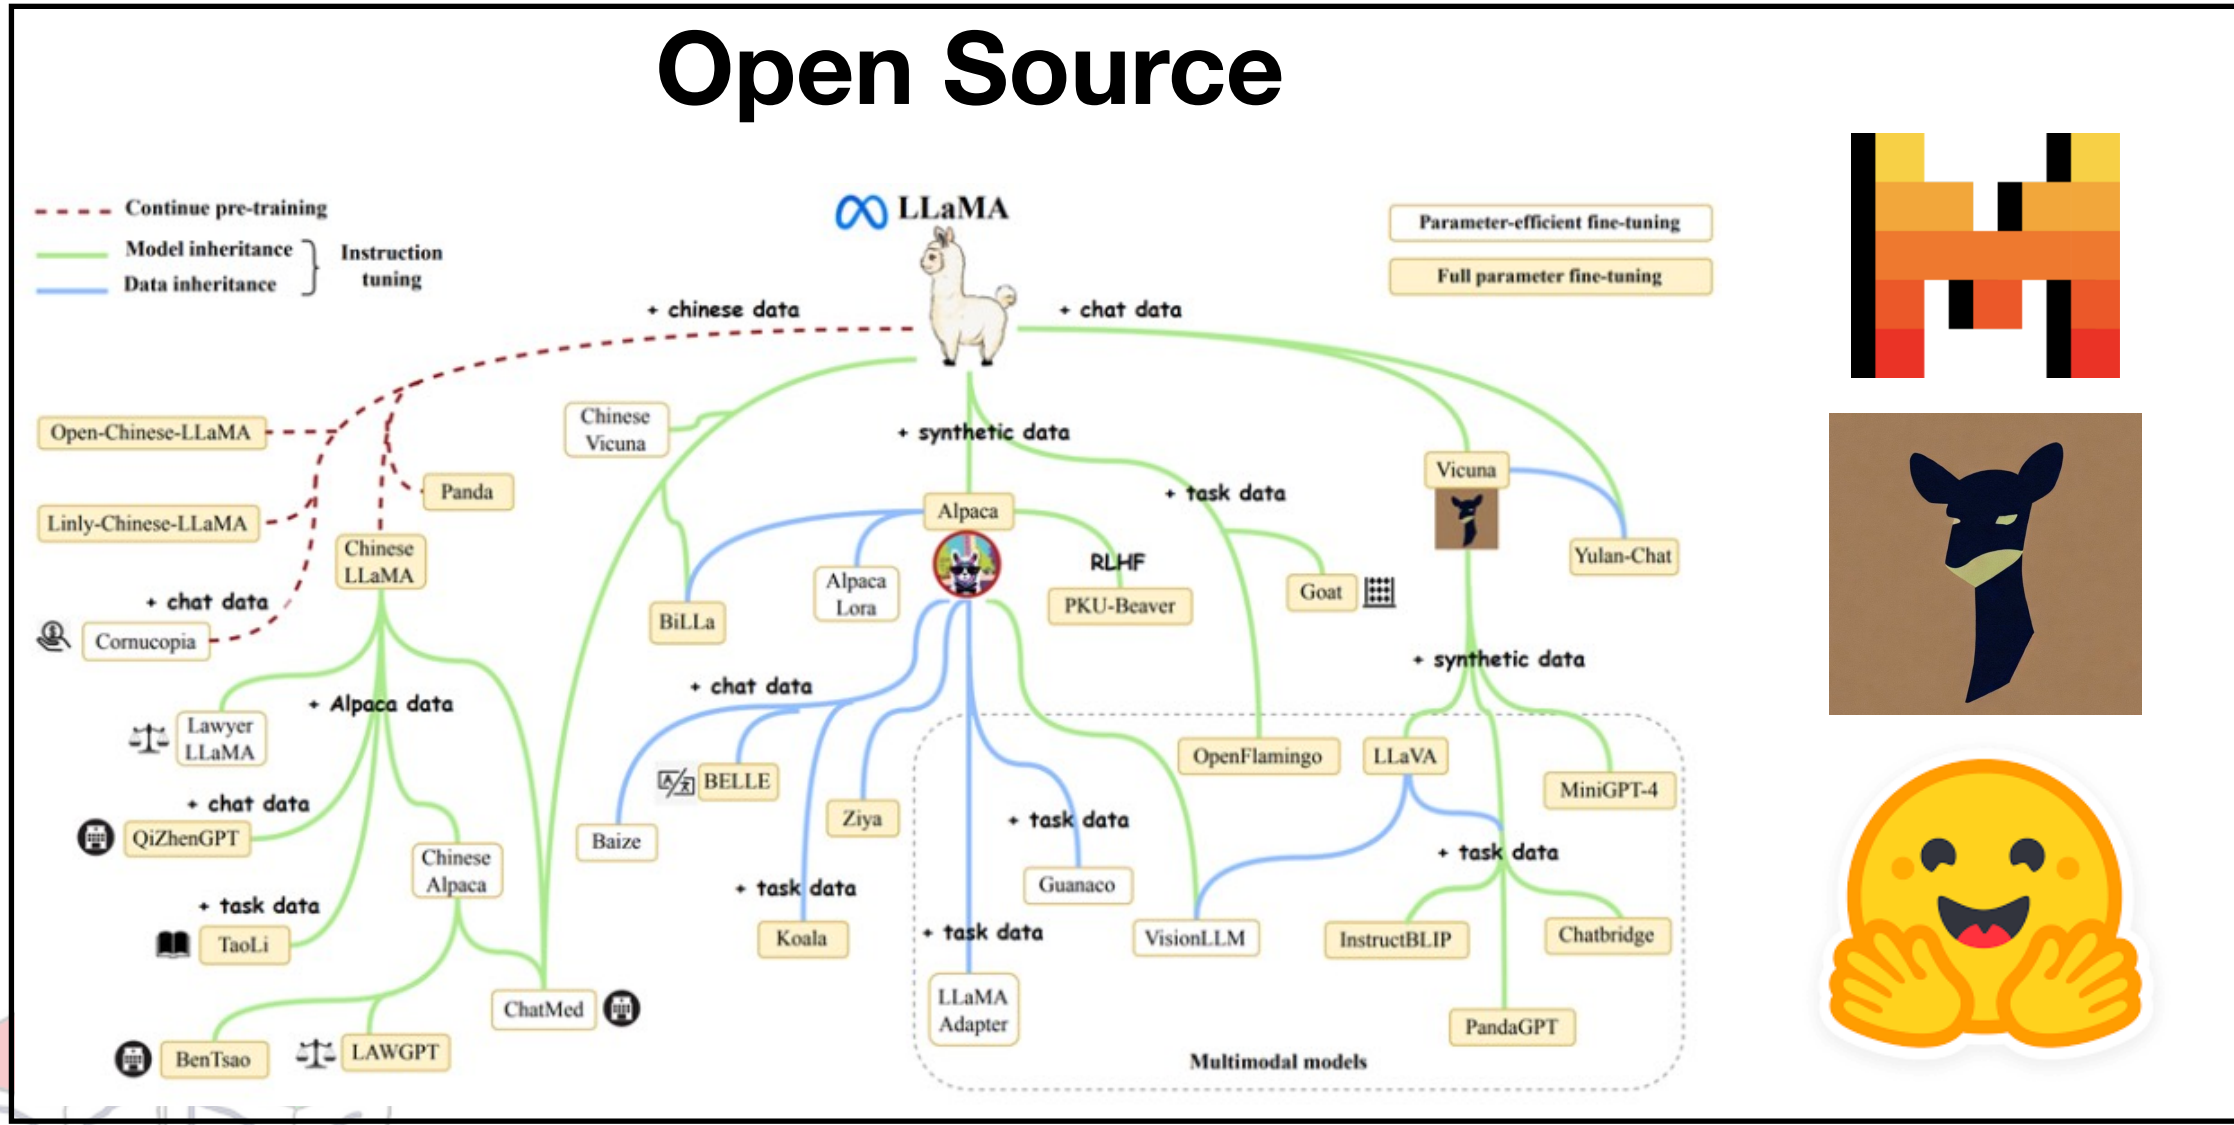 Open Source
Continue pre-training
Model inheritance
Data inheritance
Instruction
tuning
LLaMA
Parameter-efficient fine-tuning
Full parameter fine-tuning
+ chinese data
+ chat data
Open-Chinese-LLaMA
Linly-Chinese-LLaMA
Panda
Chinese
LLaMA
+ chat data
Cornucopia
Chinese
Vicuna
+ synthetic data
Alpaca
+ task data
Vicuna
Yulan-Chat
BiLLa
Alpaca
Lora
RLHF
PKU-Beaver
Goat
+ synthetic data
+ Alpaca data
Lawyer
LLaMA
+ chat data
QiZhenGPT
+ task data
TaoLi
Chinese
Alpaca
ChatMed
BenTsao
LAWGPT
+ chat data
BELLE
Baize
Ziya
+ task data
Koala
+ task data
Guanaco
+ task data
LLaMA
Adapter
OpenFlamingo
LLaVA
MiniGPT-4
+ task data
VisionLLM
InstructBLIP
Chatbridge
PandaGPT
Multimodal models